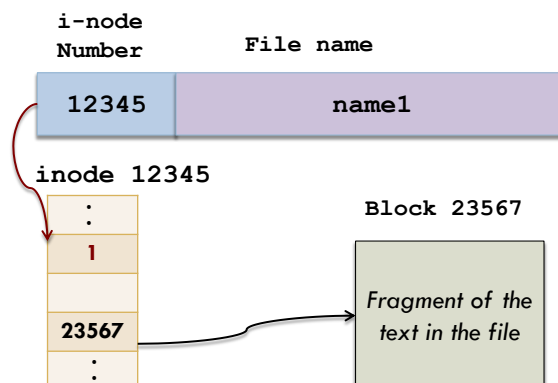 i-node
Number
File name
12345
name1
inode 12345
:
1
23567
:
Block 23567
Fragment of the
text in the file